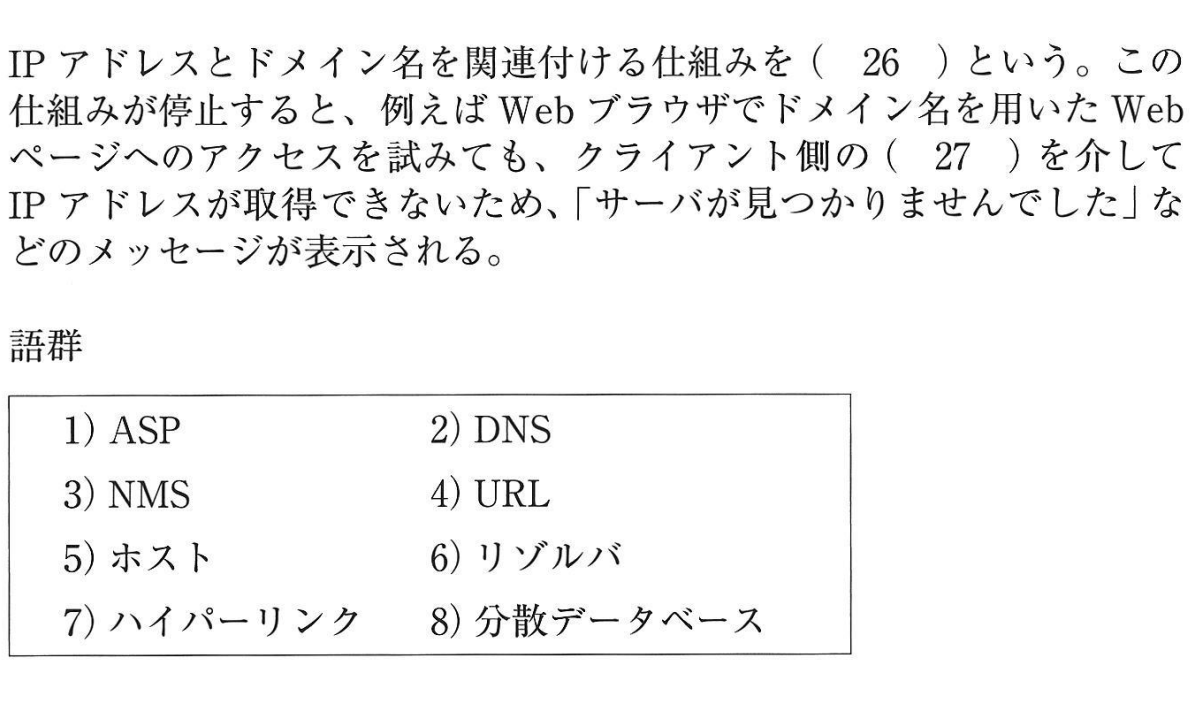 IP アドレスとドメイン名を関連付ける仕組みを（ 26 ）という。この
仕組みが停止すると、例えば Web ブラウザでドメイン名を用いた Web
ページへのアクセスを試みても、クライアント側の（ 27 ）を介して
IP アドレスが取得できないため、「サーバが見つかりませんでした」な
どのメッセージが表示される。
語群
1) ASP 2) DNS
3) NMS 4) URL
5) ホスト 6) リゾルバ
7) ハイパーリンク 8) 分散データベース